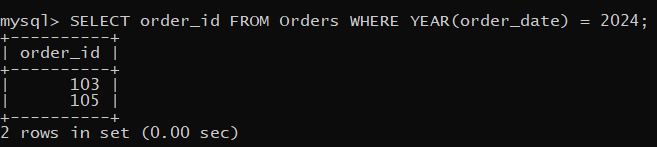 mysql> SELECT order_id FROM Orders WHERE YEAR(order_date) = 2024;
+----------+
| order_id |
+----------+
|      103 |
|      105 |
+----------+
2 rows in set (0.00 sec)